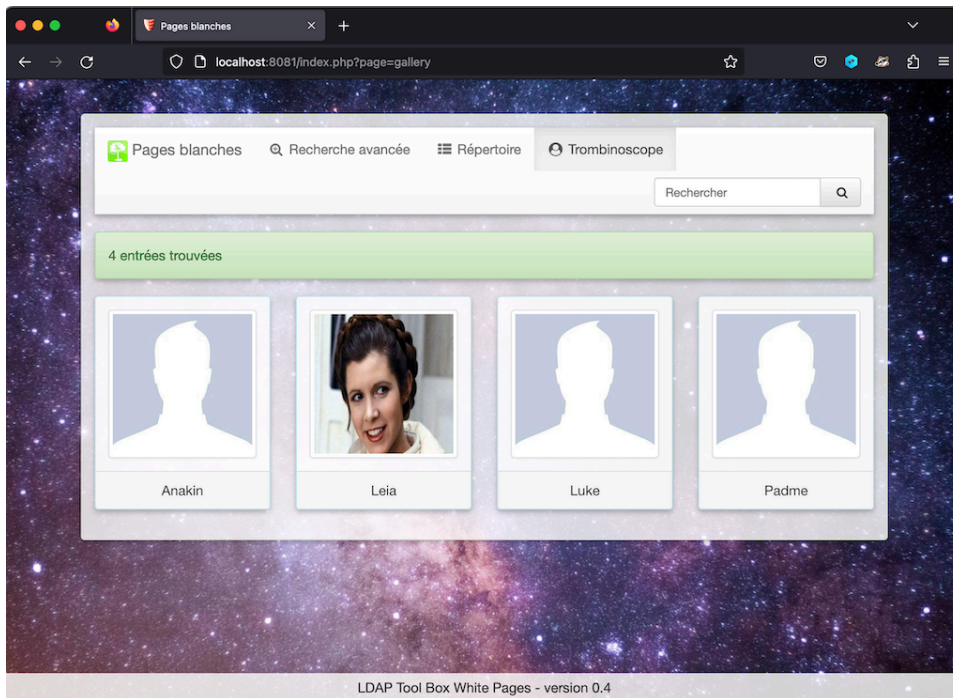 Pages blanches
localhost:8081/index.php?page=gallery
Pages blanches Recherche avancée Répertoire Trombinoscope
Rechercher
4 entrées trouvées
Anakin Leia Luke Padme
LDAP Tool Box White Pages - version 0.4